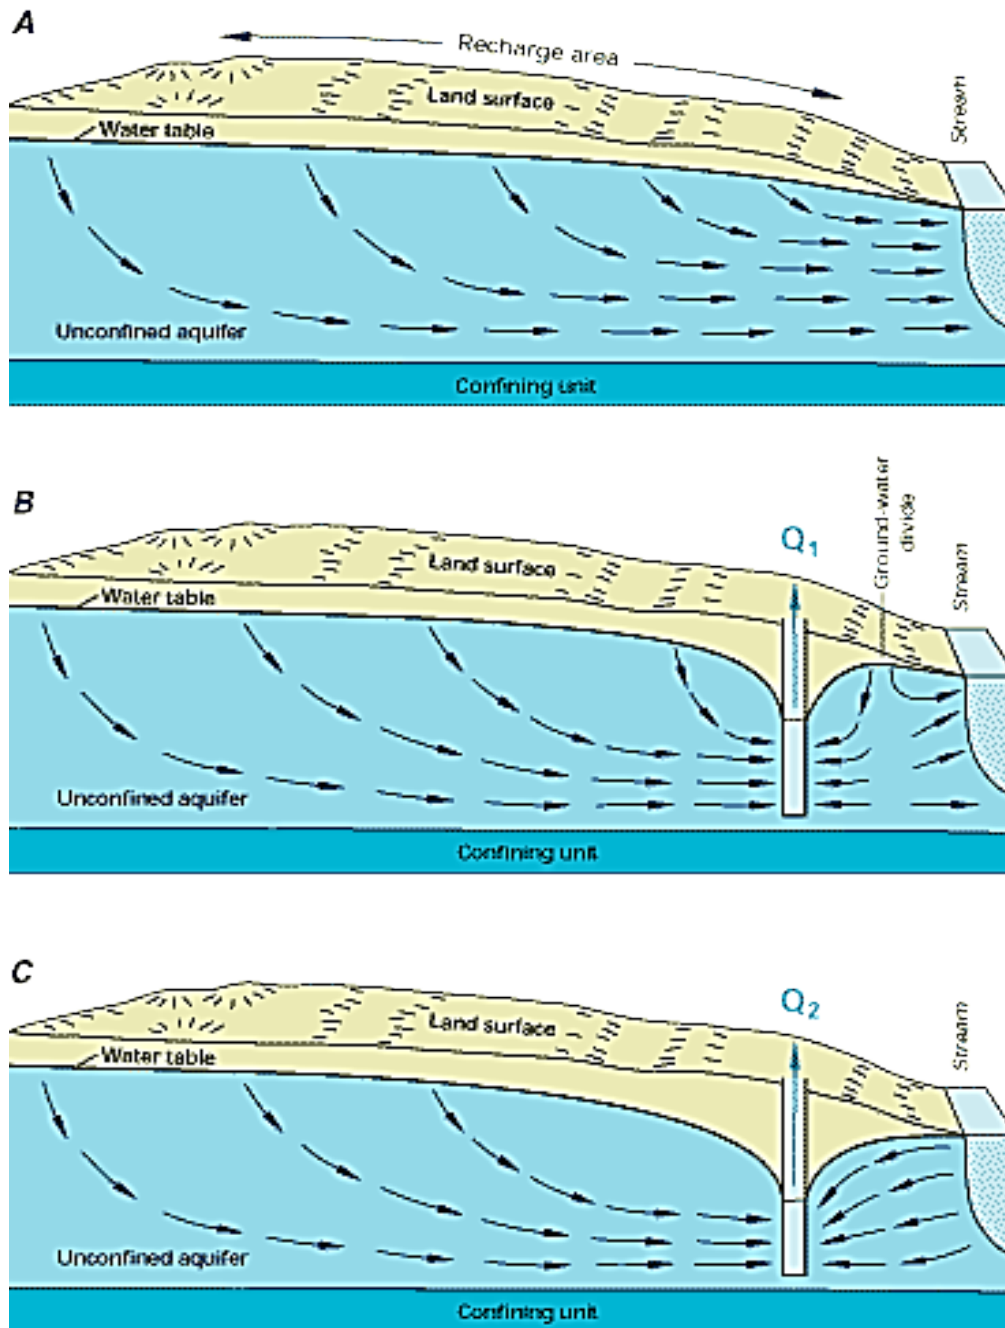 A
Recharge area
Land surface
Water table
Stream
Unconfined aquifer
Confining unit
B
Q1
Ground-water
divide
Stream
Land surface
Water table
Unconfined aquifer
Confining unit
C
Q2
Stream
Land surface
Water table
Unconfined aquifer
Confining unit